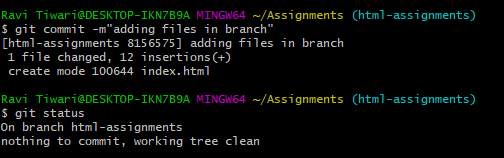 Ravi Tiwari@DESKTOP-IKN7B9A MINGW64 ~/Assignments (html-assignments)
$ git commit -m"adding files in branch"
[html-assignments 8156575] adding files in branch
 1 file changed, 12 insertions(+)
 create mode 100644 index.html
Ravi Tiwari@DESKTOP-IKN7B9A MINGW64 ~/Assignments (html-assignments)
$ git status
On branch html-assignments
nothing to commit, working tree clean